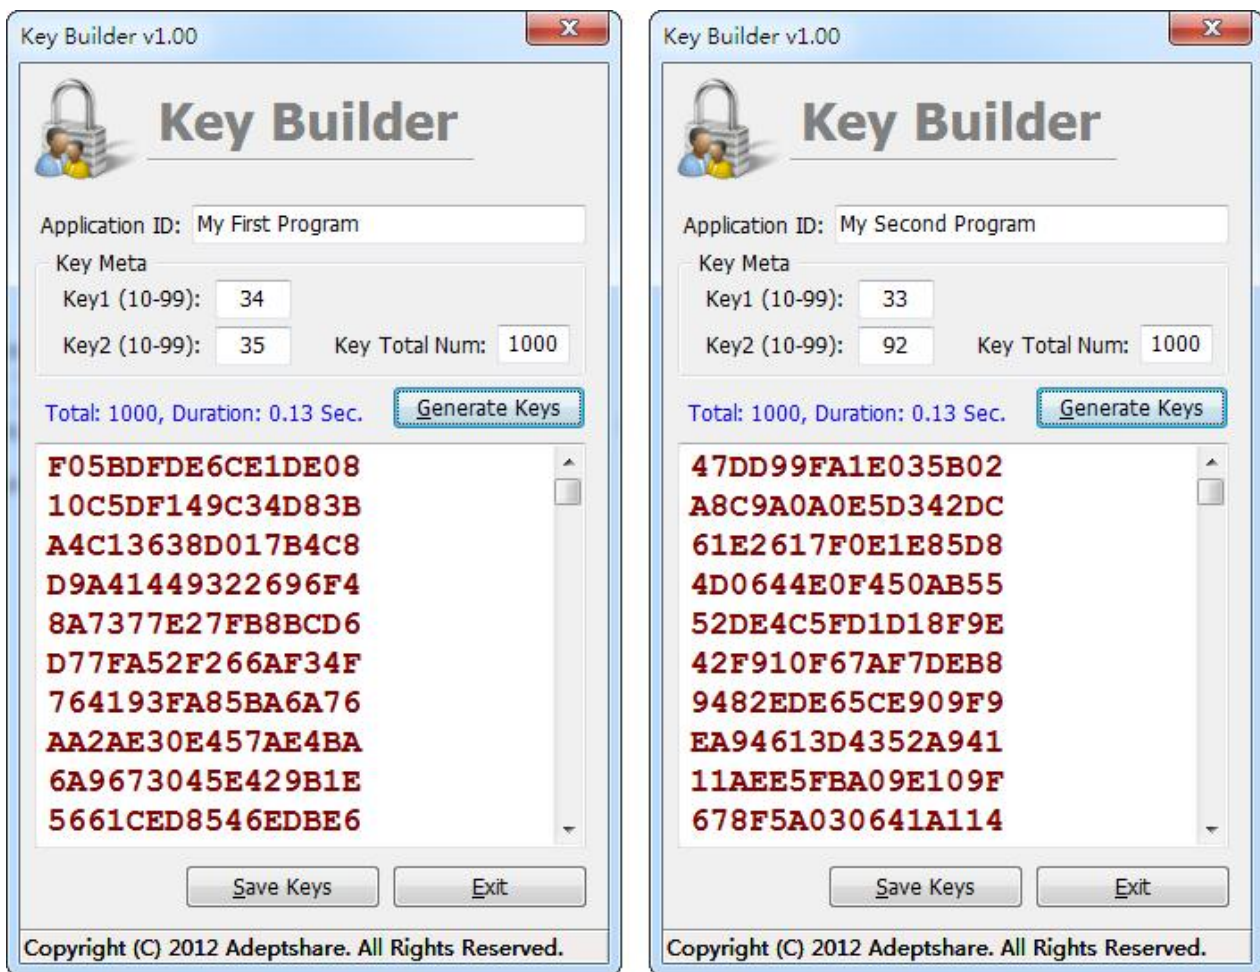 Key Builder v1.00
X
Key Builder
Application ID: My First Program
Key Meta
Key1 (10-99): 34
Key2 (10-99): 35 Key Total Num: 1000
Total: 1000, Duration: 0.13 Sec. Generate Keys
F05BDFDE6CE1DE08
10C5DF149C34D83B
A4C13638D017B4C8
D9A41449322696F4
8A7377E27FB8BCD6
D77FA52F266AF34F
764193FA85BA6A76
AA2AE30E457AE4BA
6A9673045E429B1E
5661CED8546EDBE6
Save Keys Exit
Copyright (C) 2012 Adeptshare. All Rights Reserved.
Key Builder v1.00
X
Key Builder
Application ID: My Second Program
Key Meta
Key1 (10-99): 33
Key2 (10-99): 92 Key Total Num: 1000
Total: 1000, Duration: 0.13 Sec. Generate Keys
47DD99FA1E035B02
A8C9A0A0E5D342DC
61E2617F0E1E85D8
4D0644E0F450AB55
52DE4C5FD1D18F9E
42F910F67AF7DEB8
9482EDE65CE909F9
EA94613D4352A941
11AEE5FBA09E109F
678F5A030641A114
Save Keys Exit
Copyright (C) 2012 Adeptshare. All Rights Reserved.